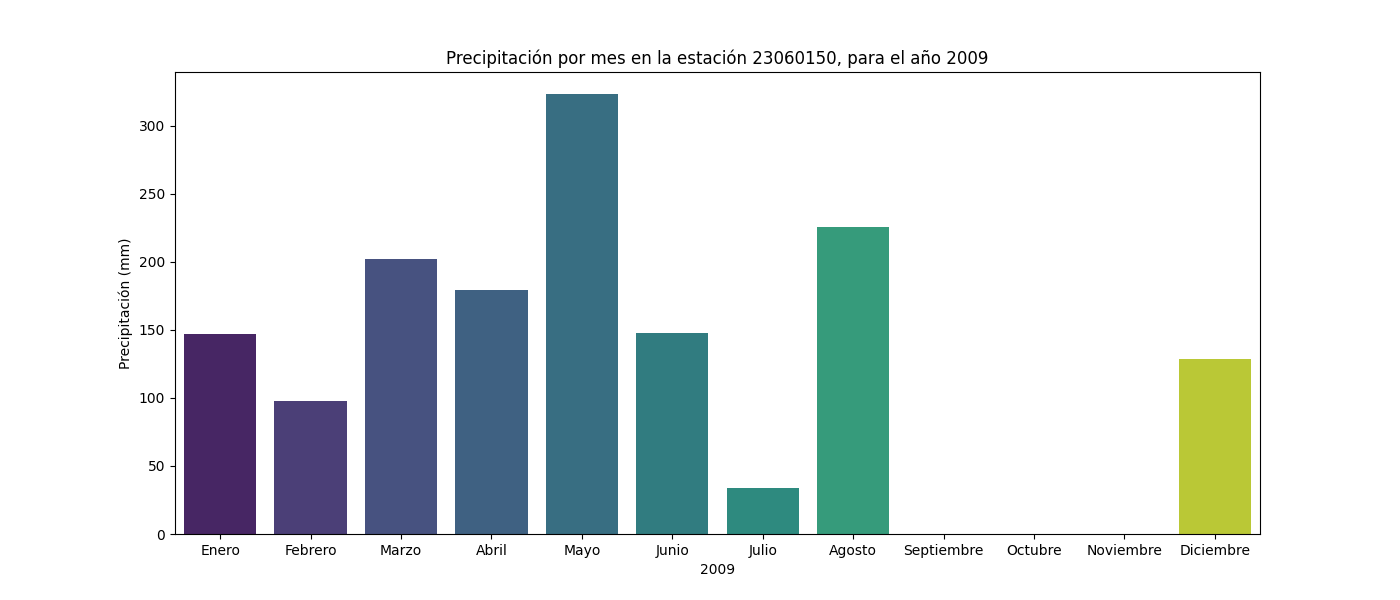 Precipitación por mes en la estación 23060150, para el año 2009
Precipitación (mm)
300
250
200
150
100
50
0
Enero Febrero Marzo Abril Mayo Junio Julio Agosto Septiembre Octubre Noviembre Diciembre
2009